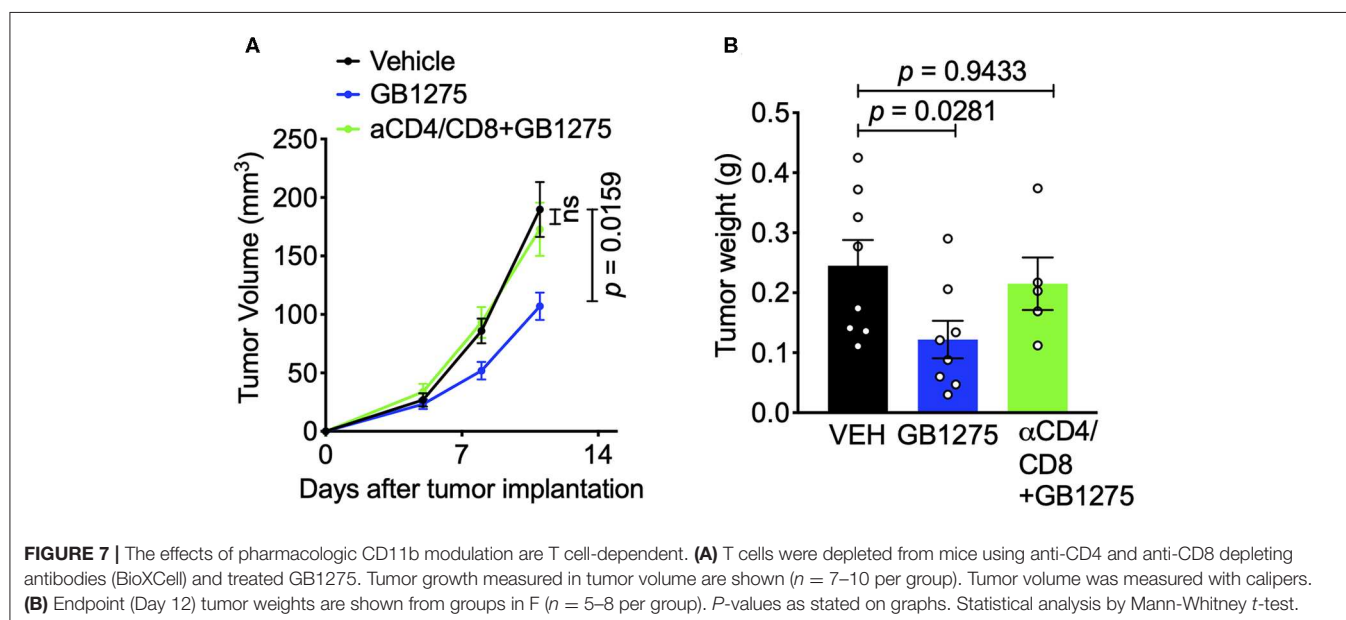 A
B
Vehicle
GB1275
aCD4/CD8+GB1275
Tumor Volume (mm³)
250
200
150
100
50
0
0
7
14
Days after tumor implantation
ns
p = 0.0159
p = 0.9433
p = 0.0281
Tumor weight (g)
0.5
0.4
0.3
0.2
0.1
0.0
VEH
GB1275
αCD4/
CD8
+GB1275
FIGURE 7 | The effects of pharmacologic CD11b modulation are T cell-dependent. (A) T cells were depleted from mice using anti-CD4 and anti-CD8 depleting
antibodies (BioXCell) and treated GB1275. Tumor growth measured in tumor volume are shown (n = 7–10 per group). Tumor volume was measured with calipers.
(B) Endpoint (Day 12) tumor weights are shown from groups in F (n = 5–8 per group). P-values as stated on graphs. Statistical analysis by Mann-Whitney t-test.